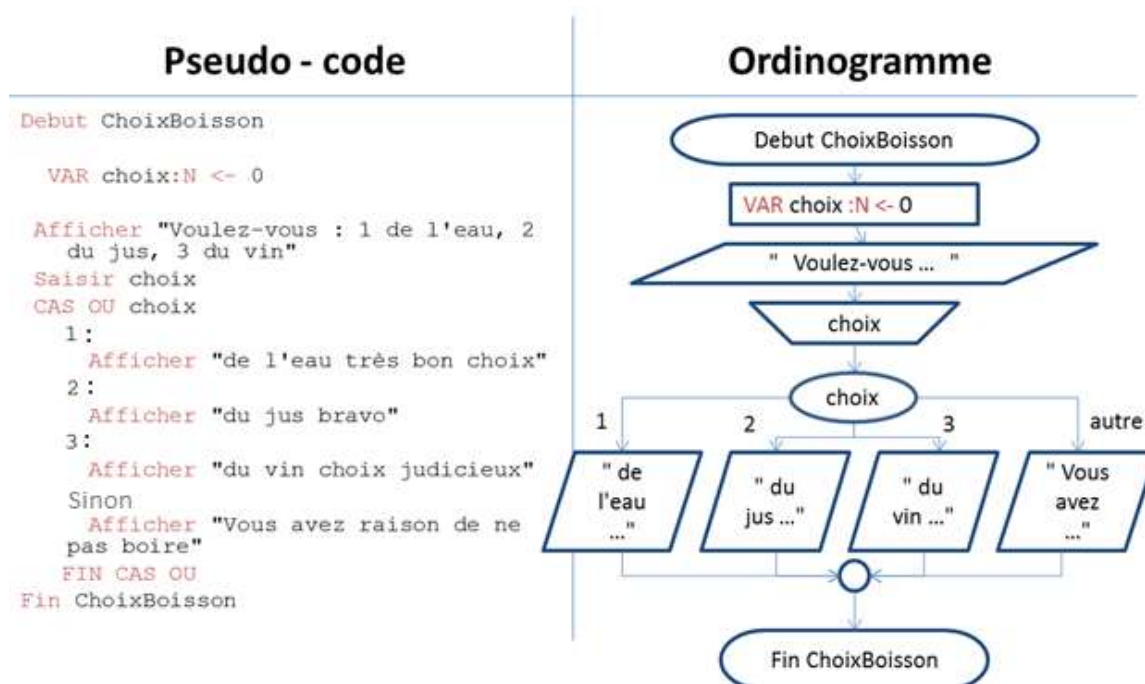 Pseudo - code
Debut ChoixBoisson
VAR choix:N <- 0
Afficher "Voulez-vous : 1 de l'eau, 2
du jus, 3 du vin"
Saisir choix
CAS OU choix
1:
Afficher "de l'eau très bon choix"
2:
Afficher "du jus bravo"
3:
Afficher "du vin choix judicieux"
Sinon
Afficher "Vous avez raison de ne
pas boire"
FIN CAS OU
Fin ChoixBoisson
Ordinogramme
Debut ChoixBoisson
VAR choix :N <- 0
" Voulez-vous ... "
choix
choix
1
2
3
autre
" de
l'eau
..."
" du
jus ..."
" du
vin ..."
" Vous
avez
..."
Fin ChoixBoisson